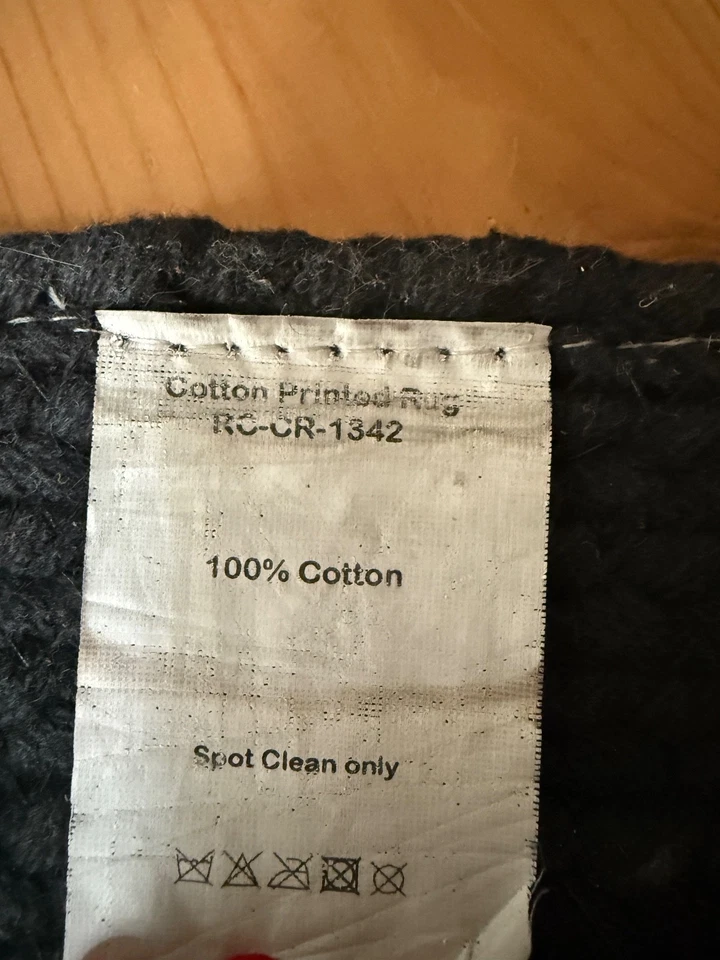 Cotton Printed Rug
RC-CR-1342
100% Cotton
Spot Clean only